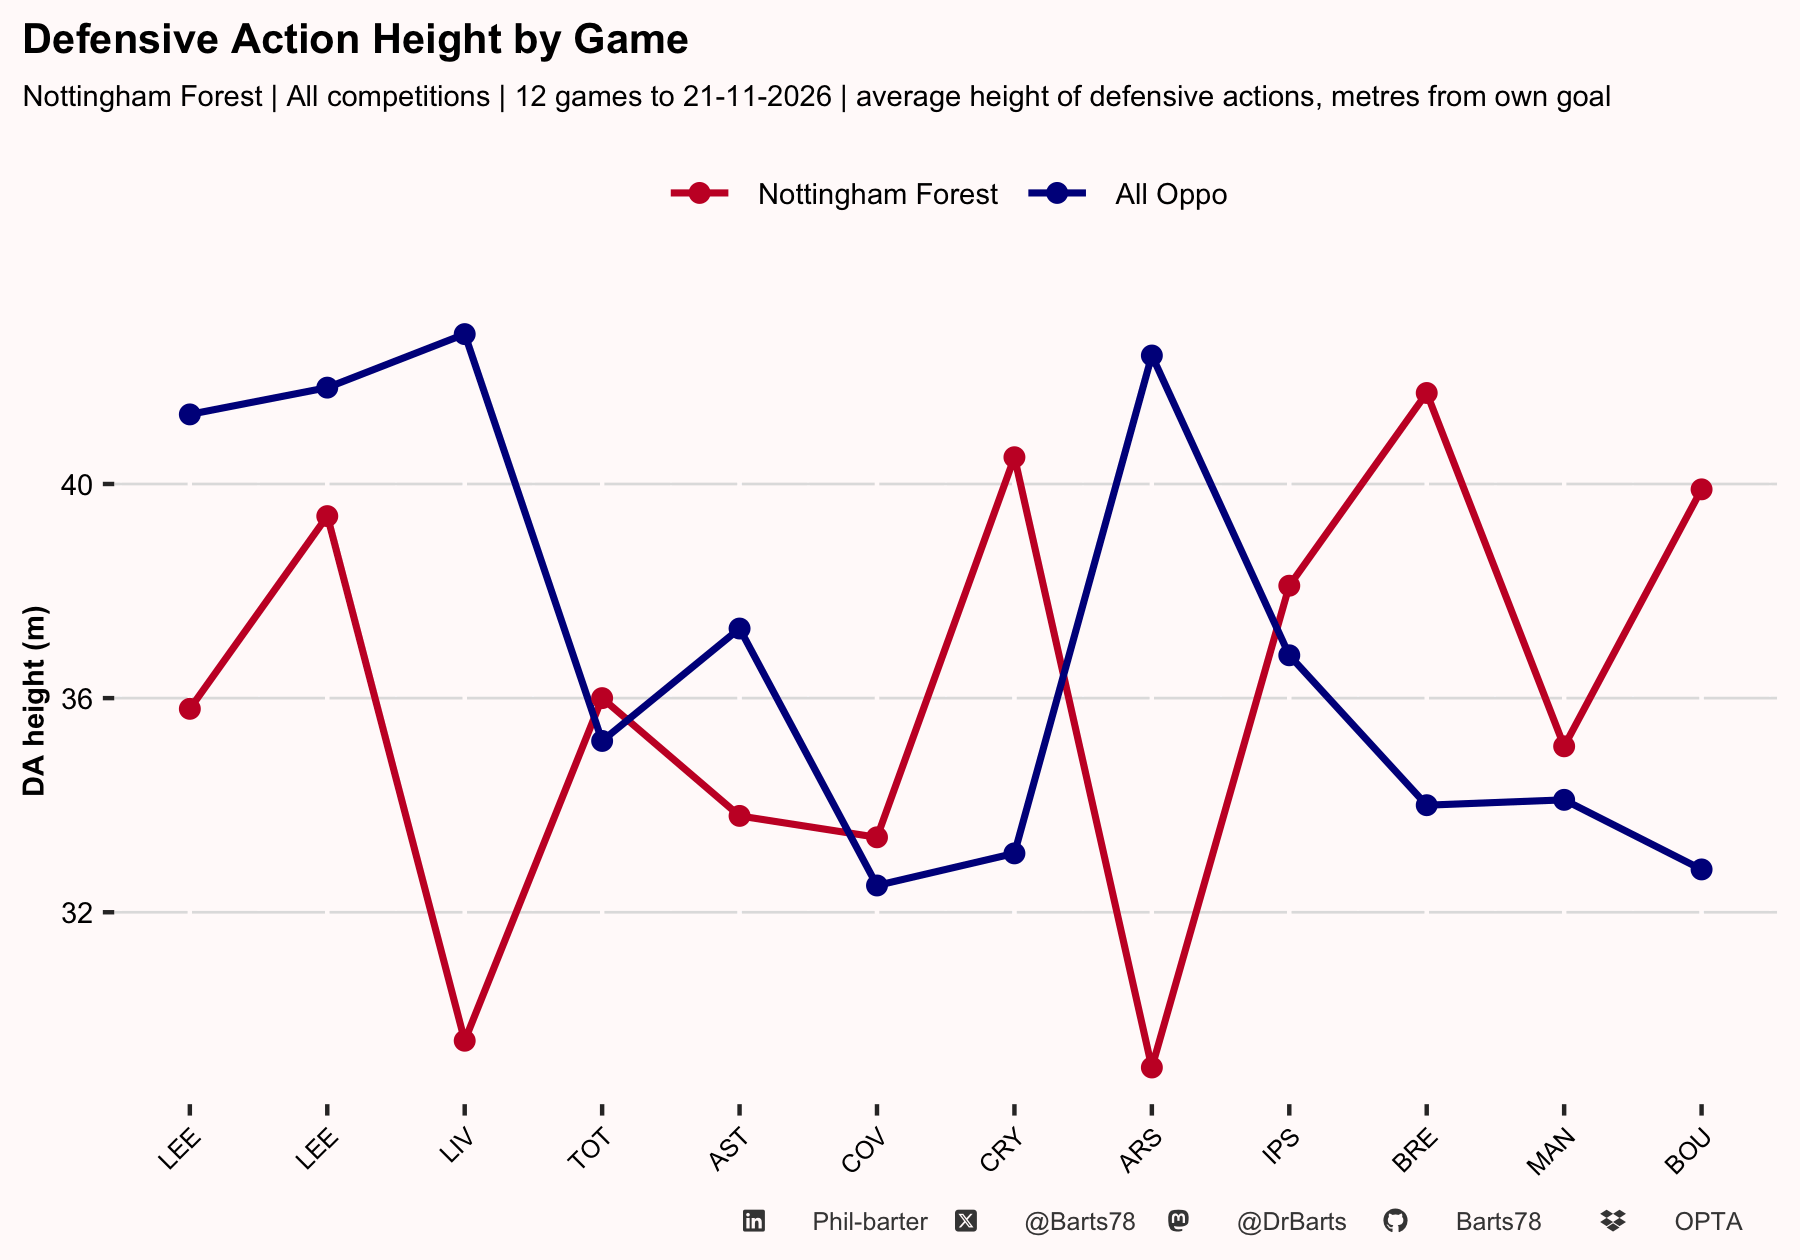 Defensive Action Height by Game
Nottingham Forest | All competitions | 12 games to 21-11-2026 | average height of defensive actions, metres from own goal
Nottingham Forest All Oppo
DA height (m)
40
36
32
LEE LEE LIV TOT AST COV CRY ARS IPS BRE MAN BOU
Phil-barter @Barts78 @DrBarts Barts78 OPTA